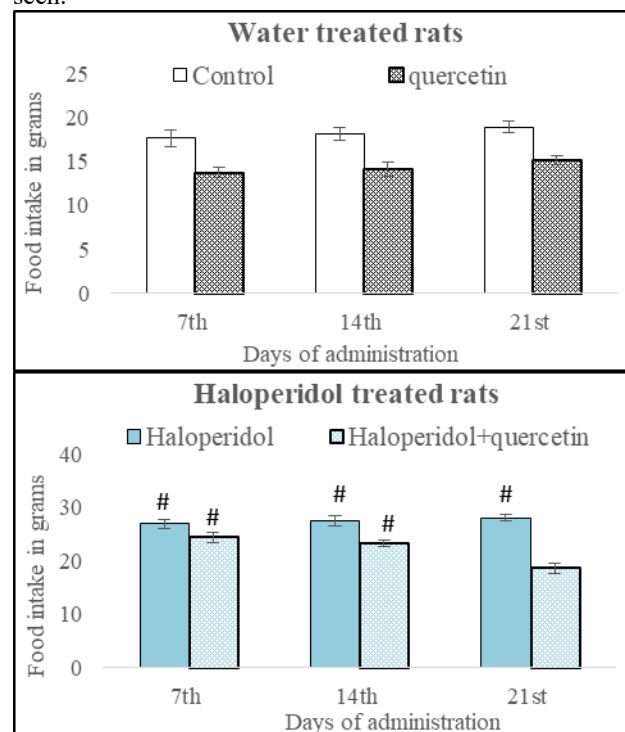 seen.
Water treated rats
Control quercetin
25
20
15
10
5
0
Food intake in grams
7th 14th 21st
Days of administration
Haloperidol treated rats
Haloperidol Haloperidol+quercetin
40
30
20
10
0
Food intake in grams
# # # # #
7th 14th 21st
Days of administration